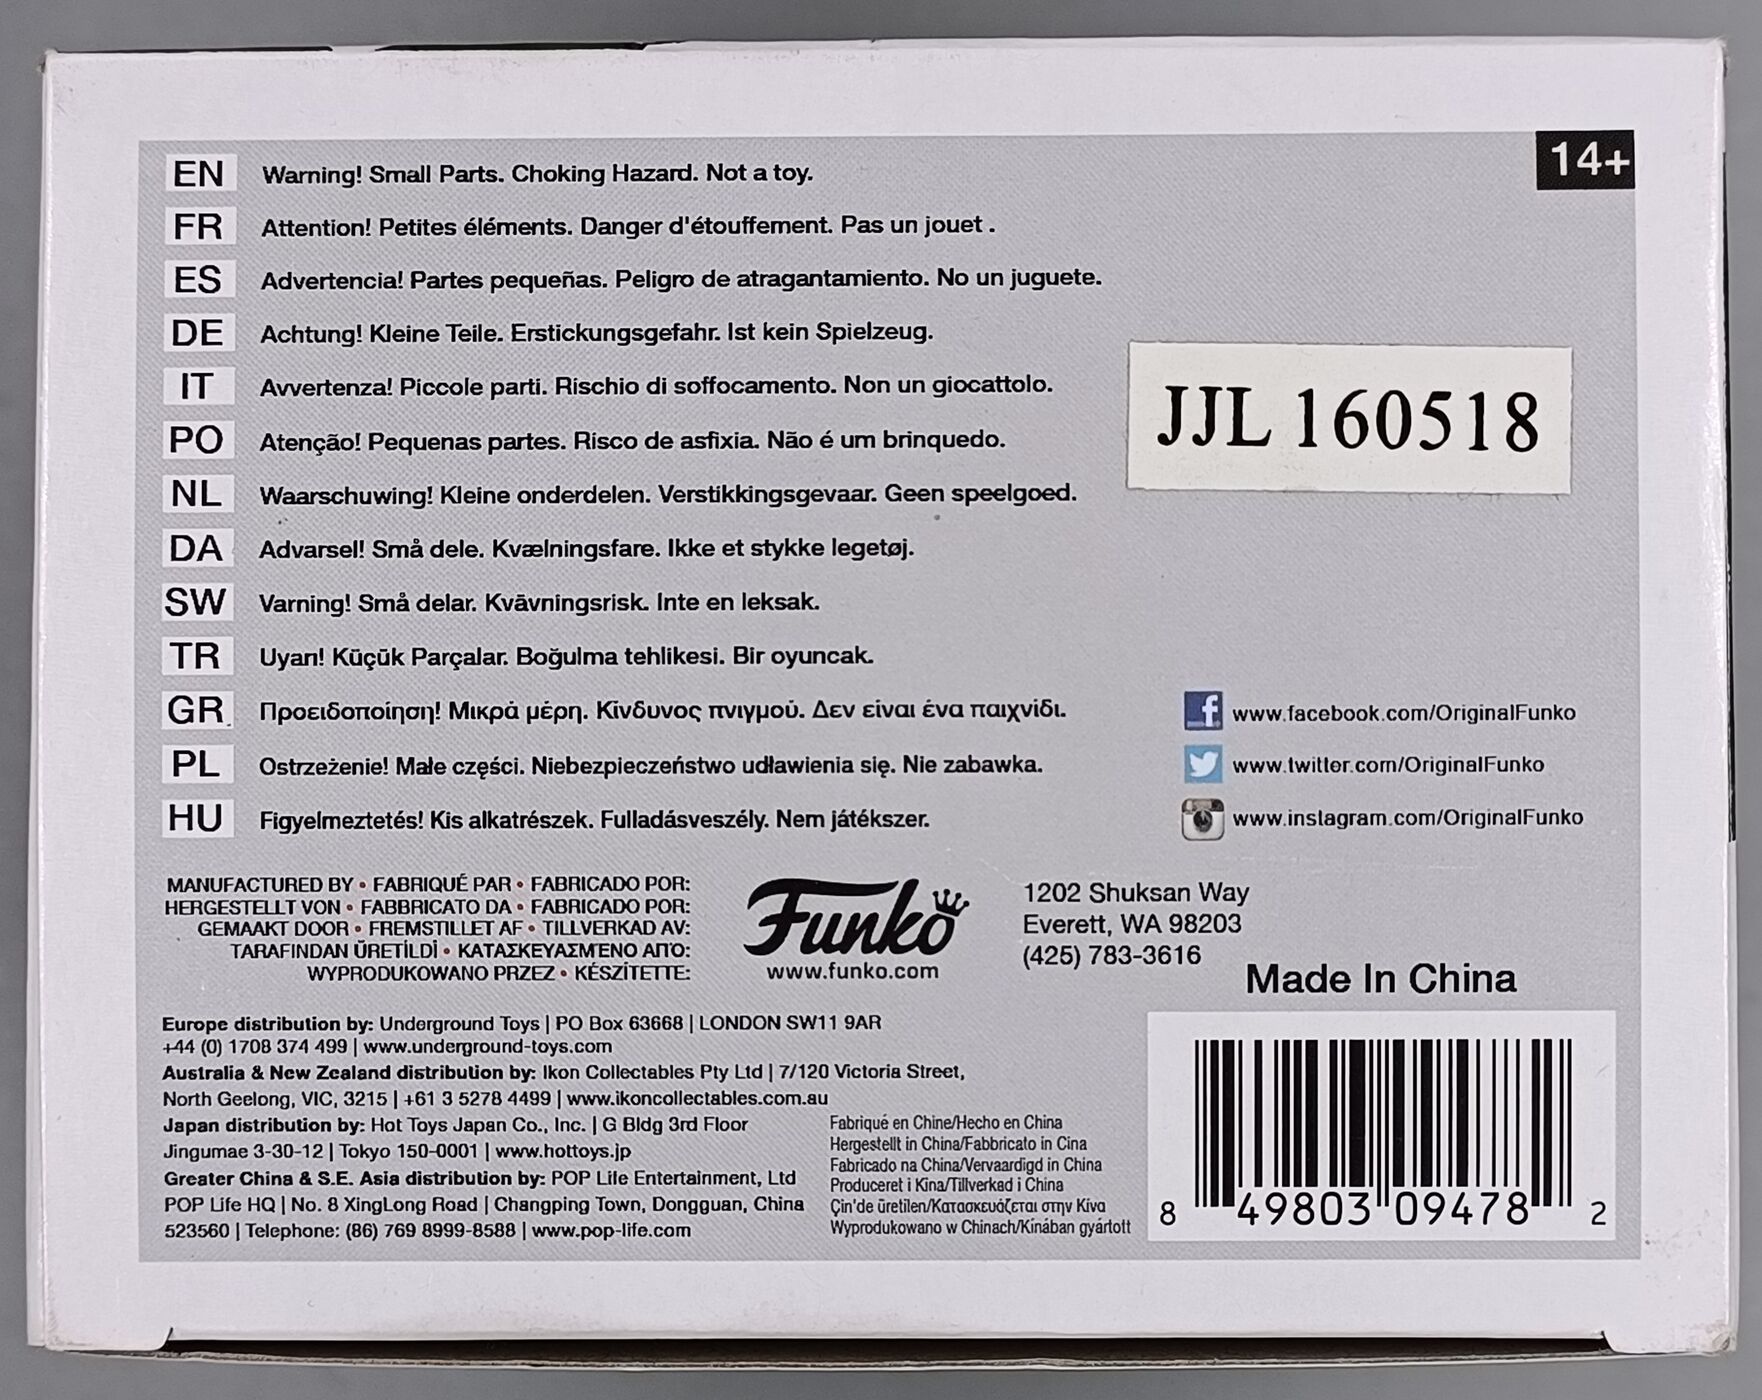 14+
EN Warning! Small Parts. Choking Hazard. Not a toy.
FR Attention! Petites éléments. Danger d'étouffement. Pas un jouet .
ES Advertencia! Partes pequeñas. Peligro de atragantamiento. No un juguete.
DE Achtung! Kleine Teile. Erstickungsgefahr. Ist kein Spielzeug.
IT Avvertenza! Piccole parti. Rischio di soffocamento. Non un giocattolo.
PO Atenção! Pequenas partes. Risco de asfixia. Não é um brinquedo.
NL Waarschuwing! Kleine onderdelen. Verstikkingsgevaar. Geen speelgoed.
DA Advarsel! Små dele. Kvælningsfare. Ikke et stykke legetøj.
SW Varning! Små delar. Kvävningsrisk. Inte en leksak.
TR Uyan! Küçük Parçalar. Boğulma tehlikesi. Bir oyuncak.
GR Προειδοποίηση! Μικρά μέρη. Κίνδυνος πνιγμού. Δεν είναι ένα παιχνίδι.
PL Ostrzeżenie! Małe części. Niebezpieczeństwo udławienia się. Nie zabawka.
HU Figyelmeztetés! Kis alkatrészek. Fulladásveszély. Nem játékszer.
JJL 160518
www.facebook.com/OriginalFunko
www.twitter.com/OriginalFunko
www.instagram.com/OriginalFunko
MANUFACTURED BY • FABRIQUÉ PAR • FABRICADO POR:
HERGESTELLT VON • FABBRICATO DA • FABRICADO POR:
GEMAAKT DOOR • FREMSTILLET AF • TILLVERKAD AV:
TARAFINDAN ÜRETİLDİ • ΚΑΤΑΣΚΕΥΑΣΜΈΝΟ ΑΠΌ:
WYPRODUKOWANO PRZEZ • KÉSZÍTETTE:
Funko
www.funko.com
1202 Shuksan Way
Everett, WA 98203
(425) 783-3616
Made In China
Europe distribution by: Underground Toys | PO Box 63668 | LONDON SW11 9AR
+44 (0) 1708 374 499 | www.underground-toys.com
Australia & New Zealand distribution by: Ikon Collectables Pty Ltd | 7/120 Victoria Street,
North Geelong, VIC, 3215 | +61 3 5278 4499 | www.ikoncollectables.com.au
Japan distribution by: Hot Toys Japan Co., Inc. | G Bldg 3rd Floor
Jingumae 3-30-12 | Tokyo 150-0001 | www.hottoys.jp
Greater China & S.E. Asia distribution by: POP Life Entertainment, Ltd
POP Life HQ | No. 8 XingLong Road | Changping Town, Dongguan, China
523560 | Telephone: (86) 769 8999-8588 | www.pop-life.com
Fabriqué en Chine/Hecho en China
Hergestellt in China/Fabbricato in Cina
Fabricado na China/Vervaardigd in China
Produceret i Kina/Tillverkad i China
Çin'de üretilen/Κατασκευάζεται στην Κίνα
Wyprodukowano w Chinach/Kínában gyártott
8 49803 09478 2